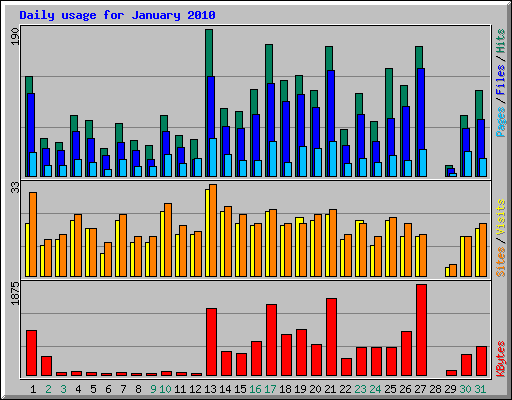 Daily usage for January 2010
190
Pages / Files / Hits
33
Sites / Visits
1875
KBytes
1 2 3 4 5 6 7 8 9 10 11 12 13 14 15 16 17 18 19 20 21 22 23 24 25 26 27 28 29 30 31